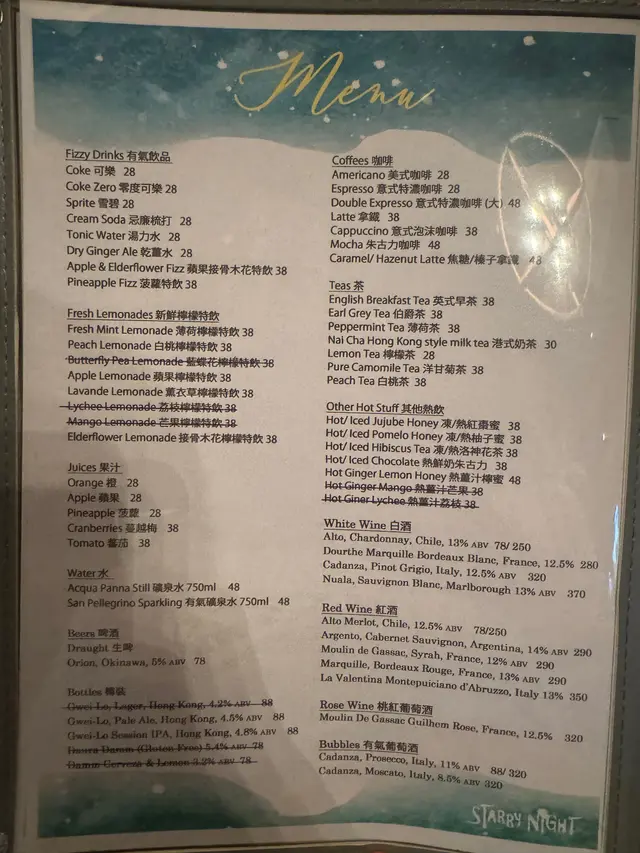 Menu
Fizzy Drinks 有氣飲品
Coke 可樂 28
Coke Zero 零度可樂 28
Sprite 雪碧 28
Cream Soda 忌廉梳打 28
Tonic Water 湯力水 28
Dry Ginger Ale 乾薑水 28
Apple & Elderflower Fizz 蘋果接骨木花特飲 38
Pineapple Fizz 菠蘿特飲 38
Fresh Lemonades 新鮮檸檬特飲
Fresh Mint Lemonade 薄荷檸檬特飲 38
Peach Lemonade 白桃檸檬特飲 38
Butterfly Pea Lemonade 藍蝶花檸檬特飲 38
Apple Lemonade 蘋果檸檬特飲 38
Lavande Lemonade 薰衣草檸檬特飲 38
Lychee Lemonade 荔枝檸檬特飲 38
Mango Lemonade 芒果檸檬特飲 38
Elderflower Lemonade 接骨木花特飲 38
Juices 果汁
Orange 橙 28
Apple 蘋果 28
Pineapple 菠蘿 28
Cranberries 蔓越梅 38
Tomato 蕃茄 38
Water 水
Acqua Panna Still 礦泉水 750ml 48
San Pellegrino Sparkling 有氣礦泉水 750ml 48
Beers 啤酒
Draught 生啤
Orion, Okinawa, 5% ABV 78
Bottles 樽裝
Gwei-Lo, Lager, Hong Kong, 4.2% ABV 88
Gwei-Lo, Pale Ale, Hong Kong, 4.5% ABV 88
Gwei-Lo Session IPA, Hong Kong, 4.8% ABV 88
Daura Damm (Gluten Free) 5.4% ABV 78
Damm Cerveza & Lemon 3.2% ABV 78
Coffees 咖啡
Americano 美式咖啡 28
Espresso 意式特濃咖啡 28
Double Expresso 意式特濃咖啡 (大) 48
Latte 拿鐵 38
Cappuccino 意式泡沫咖啡 38
Mocha 朱古力咖啡 48
Caramel/ Hazenut Latte 焦糖/榛子拿鐵 48
Teas 茶
English Breakfast Tea 英式早茶 38
Earl Grey Tea 伯爵茶 38
Peppermint Tea 薄荷茶 38
Nai Cha Hong Kong style milk tea 港式奶茶 30
Lemon Tea 檸檬茶 28
Pure Camomile Tea 洋甘菊茶 38
Peach Tea 白桃茶 38
Other Hot Stuff 其他熱飲
Hot/ Iced Jujube Honey 凍/熱紅棗蜜 38
Hot/ Iced Pomelo Honey 凍/熱柚子蜜 38
Hot/ Iced Hibiscus Tea 凍/熱洛神花茶 38
Hot/ Iced Chocolate 熱鮮奶朱古力 38
Hot Ginger Lemon Honey 熱薑汁檸蜜 48
Hot Ginger Mango 熱薑汁芒果 38
Hot Giner Lychee 熱薑汁荔枝 38
White Wine 白酒
Alto, Chardonnay, Chile, 13% ABV 78/ 250
Dourthe Marquille Bordeaux Blanc, France, 12.5% 280
Cadanza, Pinot Grigio, Italy, 12.5% ABV 320
Nuala, Sauvignon Blanc, Marlborough 13% ABV 370
Red Wine 紅酒
Alto Merlot, Chile, 12.5% ABV 78/250
Argento, Cabernet Sauvignon, Argentina, 14% ABV 290
Moulin de Gassac, Syrah, France, 12% ABV 290
Marquille, Bordeaux Rouge, France, 13% ABV 290
La Valentina Montepuiciano d'Abruzzo, Italy 13% 350
Rose Wine 桃紅葡萄酒
Moulin De Gassac Guilhem Rose, France, 12.5% 320
Bubbles 有氣葡萄酒
Cadanza, Prosecco, Italy, 11% ABV 88/ 320
Cadanza, Moscato, Italy, 8.5% ABV 320
STARRY NIGHT